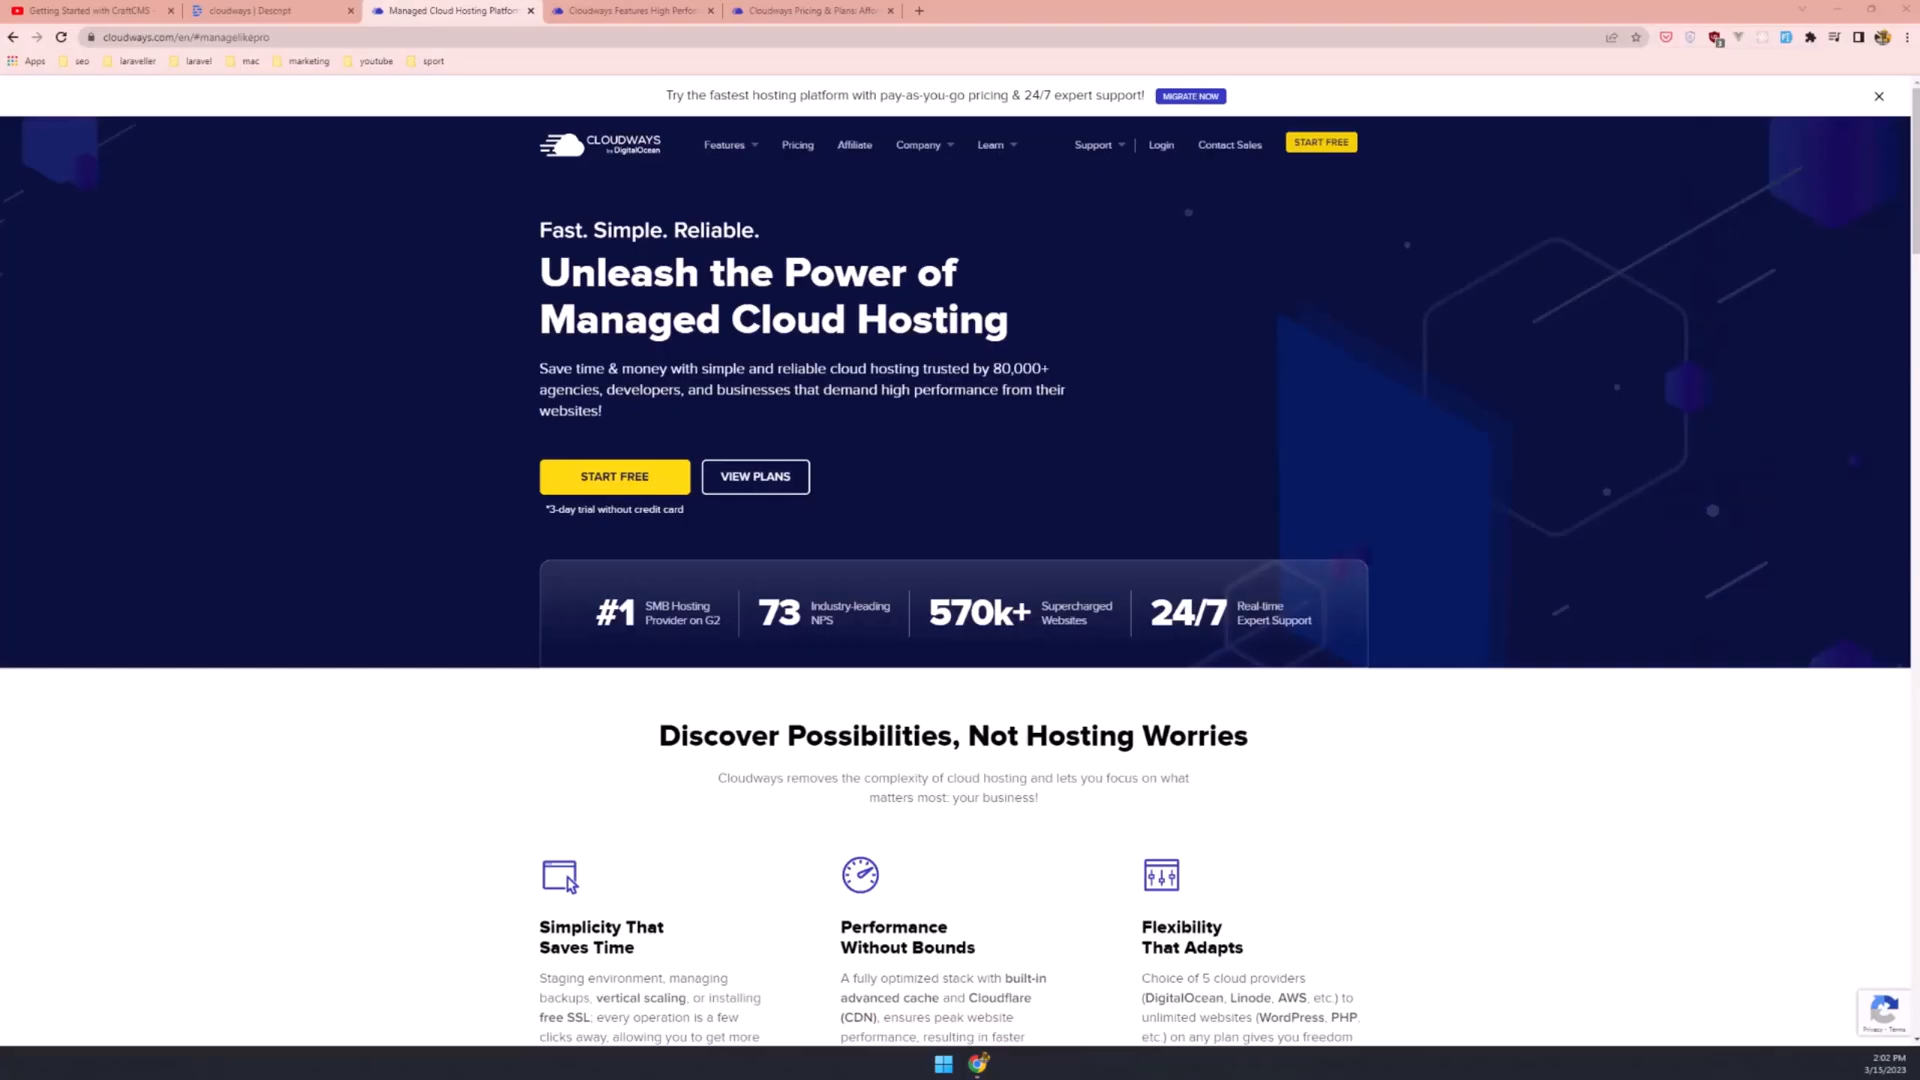 Getting Started with CraftCMS
cloudways | Descript
Managed Cloud Hosting Platfor
Cloudways Features High Perfor
Cloudways Pricing & Plans: Affor
cloudways.com/en/#managelikepro
Apps
seo
laraveller
laravel
mac
marketing
youtube
sport
Try the fastest hosting platform with pay-as-you-go pricing & 24/7 expert support!
MIGRATE NOW
CLOUDWAYS
by DigitalOcean
Features
Pricing
Affiliate
Company
Learn
Support
Login
Contact Sales
START FREE
Fast. Simple. Reliable.
Unleash the Power of
Managed Cloud Hosting
Save time & money with simple and reliable cloud hosting trusted by 80,000+
agencies, developers, and businesses that demand high performance from their
websites!
START FREE
VIEW PLANS
*3-day trial without credit card
#1
SMB Hosting
Provider on G2
73
Industry-leading
NPS
570k+
Supercharged
Websites
24/7
Real-time
Expert Support
Discover Possibilities, Not Hosting Worries
Cloudways removes the complexity of cloud hosting and lets you focus on what
matters most: your business!
Simplicity That
Saves Time
Staging environment, managing
backups, vertical scaling, or installing
free SSL; every operation is a few
clicks away, allowing you to get more
Performance
Without Bounds
A fully optimized stack with built-in
advanced cache and Cloudflare
(CDN), ensures peak website
performance, resulting in faster
Flexibility
That Adapts
Choice of 5 cloud providers
(DigitalOcean, Linode, AWS, etc.) to
unlimited websites (WordPress, PHP,
etc.) on any plan gives you freedom
Privacy - Terms
2:02 PM
3/15/2023